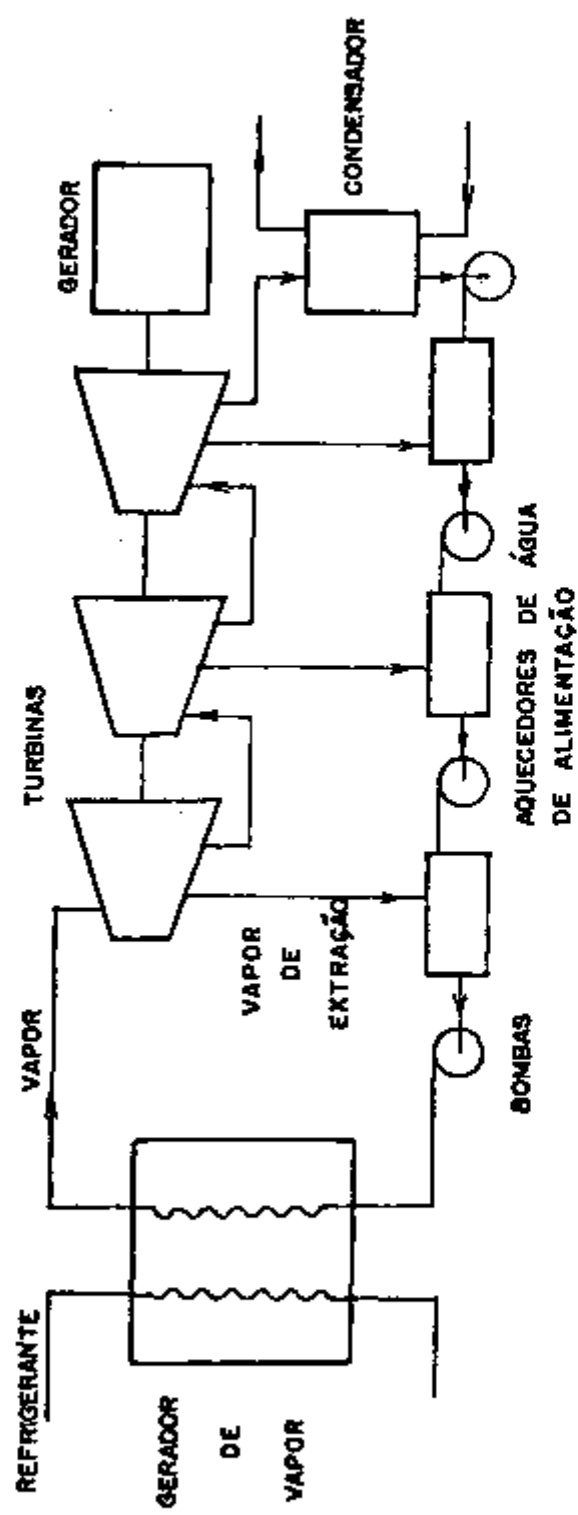 REFRIGERANTE
GERADOR
DE
VAPOR
VAPOR
TURBINAS
GERADOR
VAPOR
DE
EXTRAÇÃO
CONDENSADOR
BOMBAS
AQUECEDORES DE ÁGUA
DE ALIMENTAÇÃO